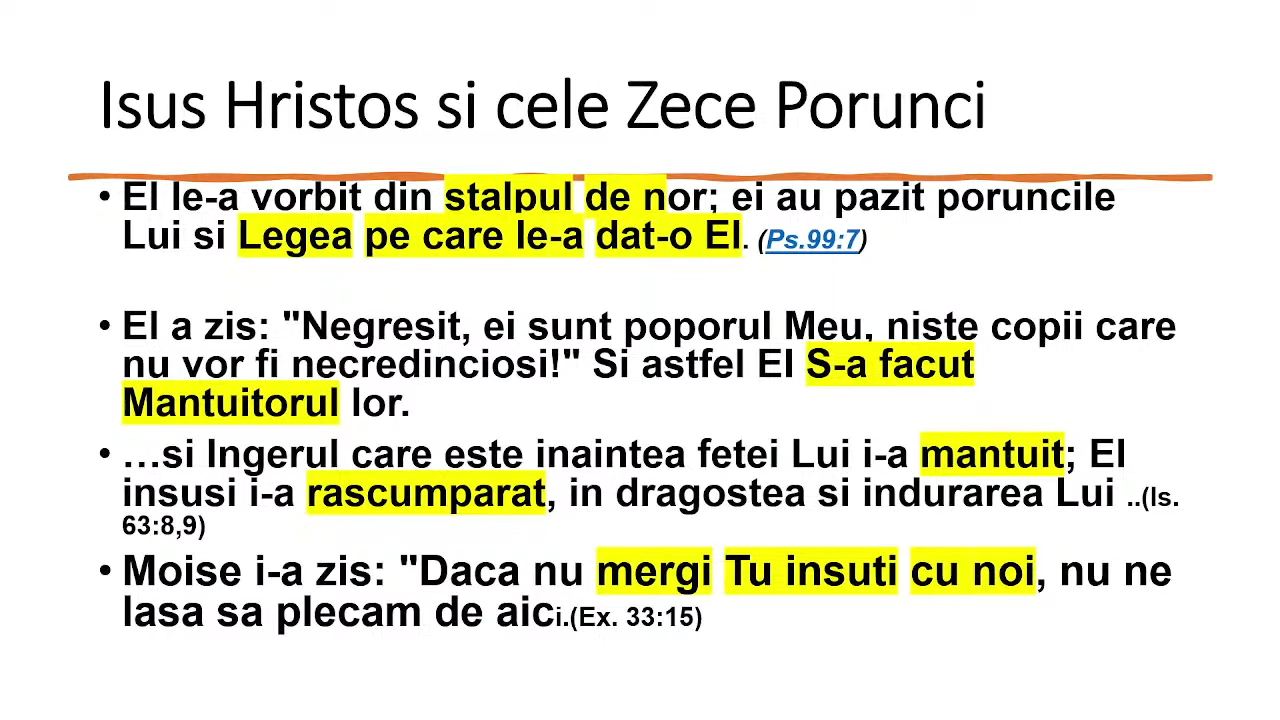 Isus Hristos si cele Zece Porunci
• El le-a vorbit din stalpul de nor; ei au pazit poruncile
Lui si Legea pe care le-a dat-o El. (Ps.99:7)
• El a zis: "Negresit, ei sunt poporul Meu, niste copii care
nu vor fi necredinciosi!" Si astfel El S-a facut
Mantuitorul lor.
• …si Ingerul care este inaintea fetei Lui i-a mantuit; El
insusi i-a rascumparat, in dragostea si indurarea Lui ..(Is.
63:8,9)
• Moise i-a zis: "Daca nu mergi Tu insuti cu noi, nu ne
lasa sa plecam de aici.(Ex. 33:15)